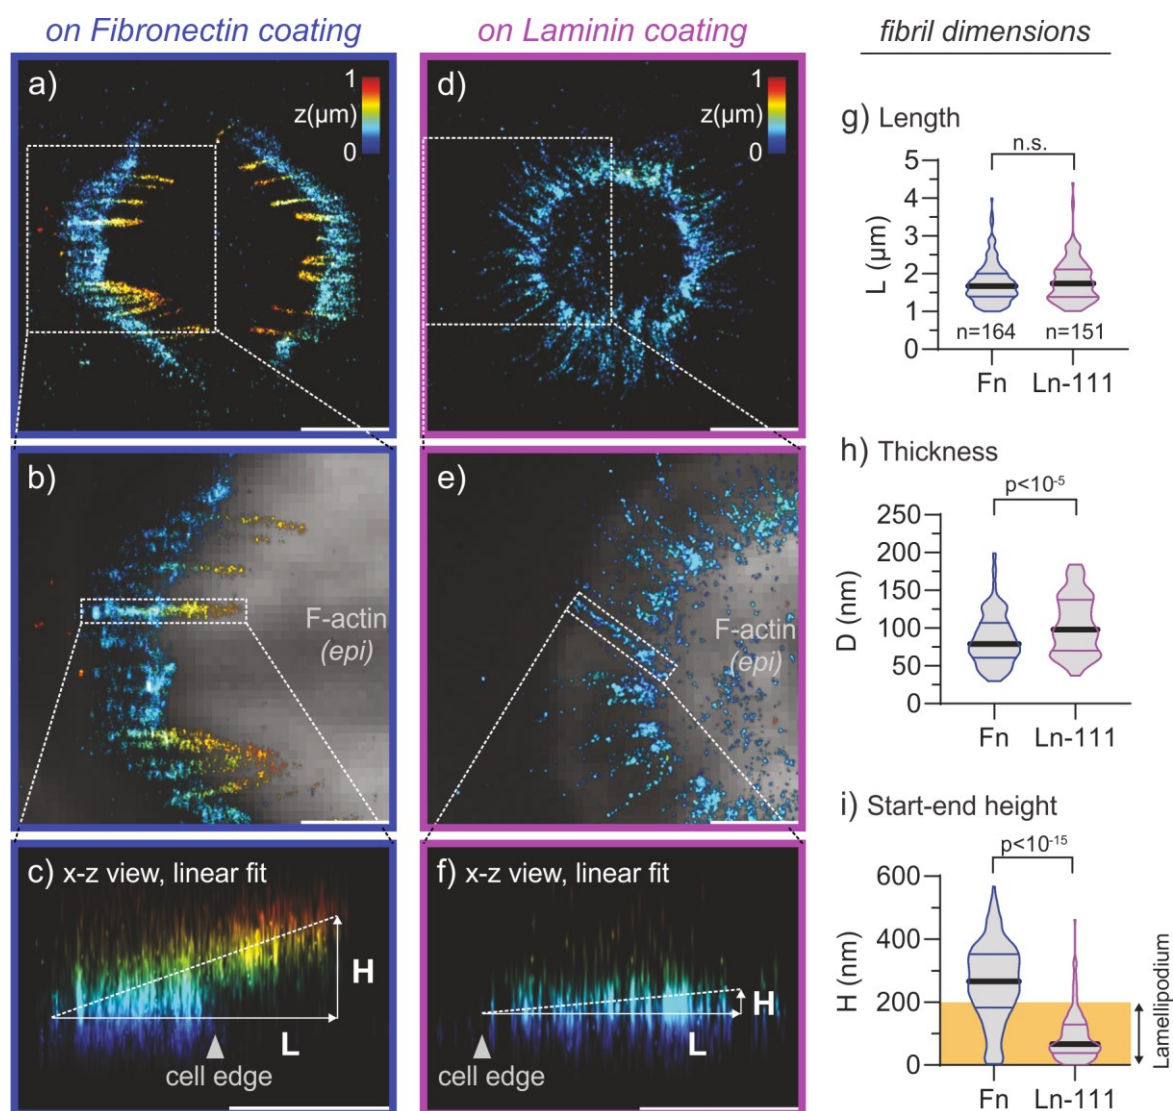 on Fibronectin coating
on Laminin coating
fibril dimensions
a)
1
z(μm)
0
d)
1
z(μm)
0
b)
F-actin
(epi)
e)
F-actin
(epi)
c) x-z view, linear fit
H
L
cell edge
f) x-z view, linear fit
H
L
cell edge
g) Length
n.s.
5
4
3
2
1
0
L (μm)
n=164
n=151
Fn
Ln-111
h) Thickness
p<10⁻⁵
250
200
150
100
50
0
D (nm)
Fn
Ln-111
i) Start-end height
p<10⁻¹⁵
600
400
200
0
H (nm)
Lamellipodium
Fn
Ln-111